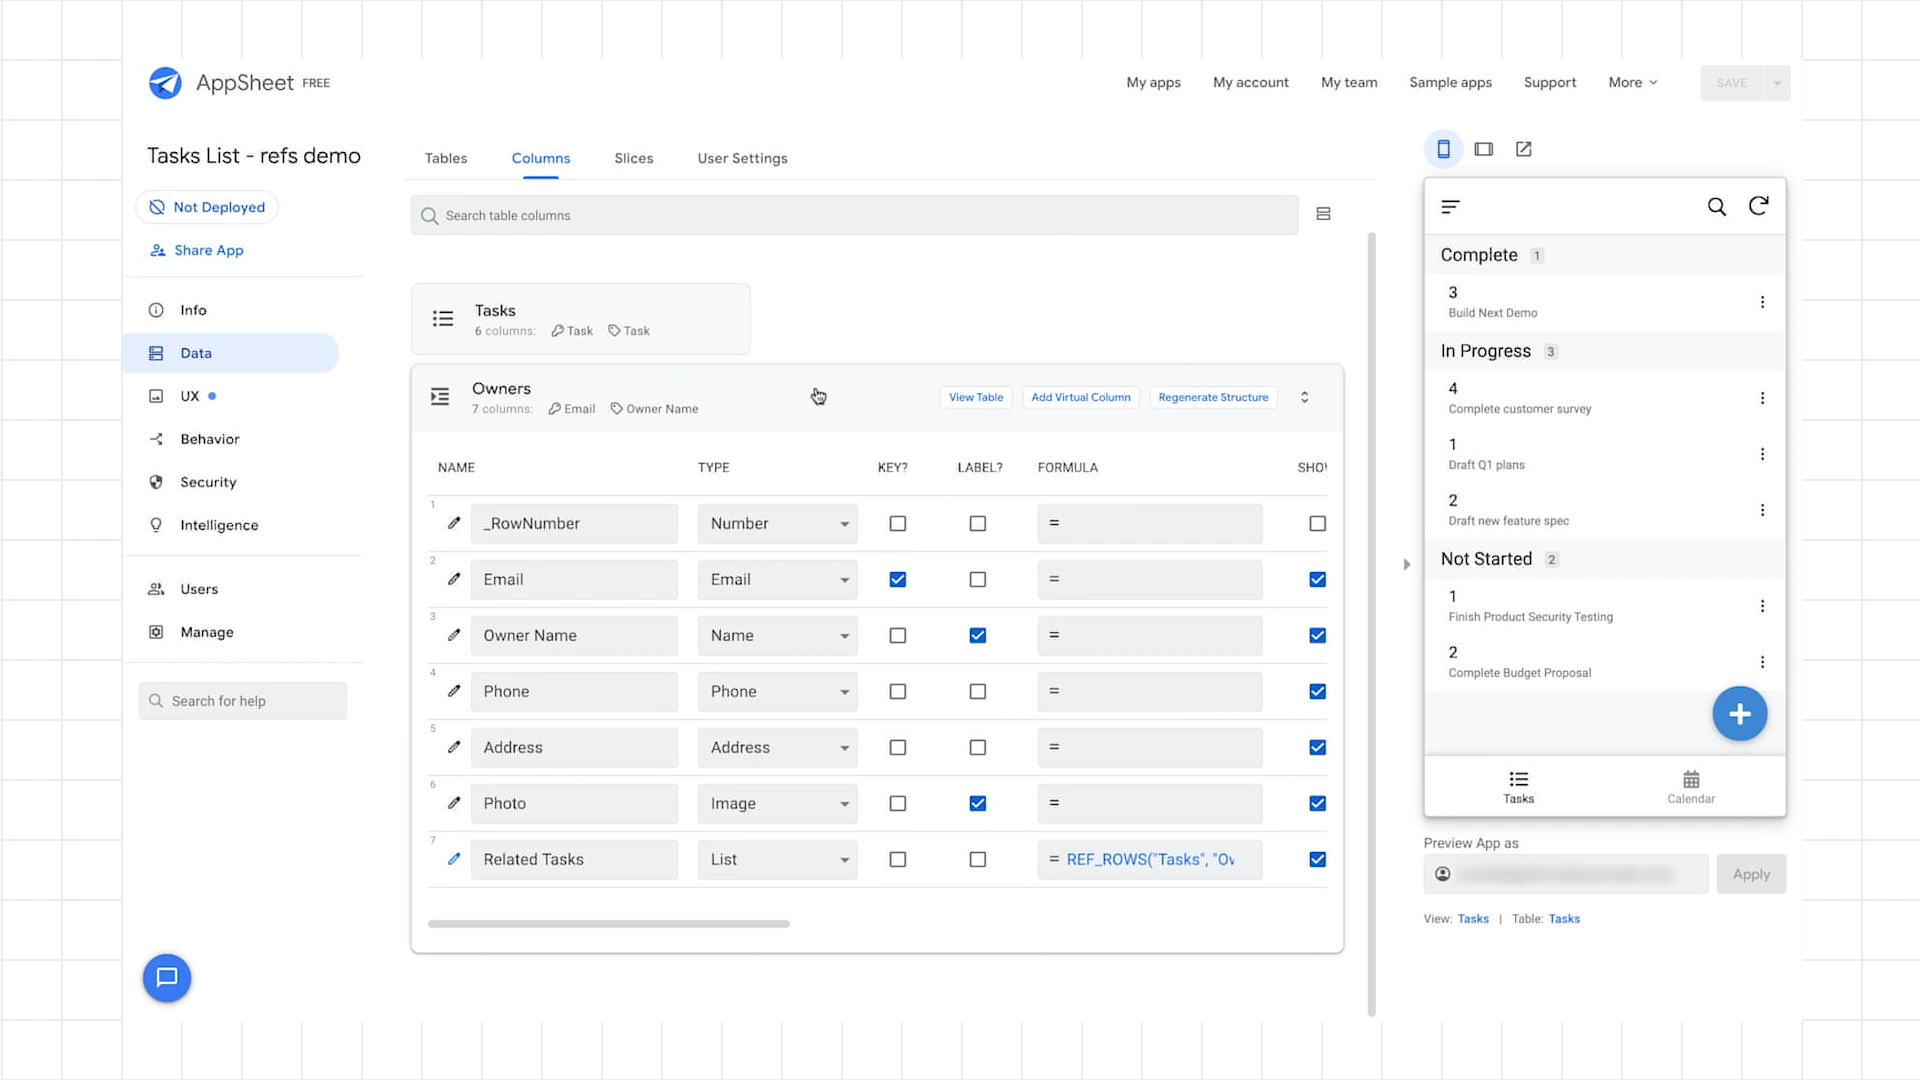 AppSheet FREE
My apps
My account
My team
Sample apps
Support
More
SAVE
Tasks List - refs demo
Not Deployed
Share App
Info
Data
UX
Behavior
Security
Intelligence
Users
Manage
Search for help
Tables
Columns
Slices
User Settings
Search table columns
Tasks
6 columns: Task Task
Owners
7 columns: Email Owner Name
View Table
Add Virtual Column
Regenerate Structure
NAME TYPE KEY? LABEL? FORMULA
1 _RowNumber Number =
2 Email Email =
3 Owner Name Name =
4 Phone Phone =
5 Address Address =
6 Photo Image =
7 Related Tasks List = REF_ROWS("Tasks",
Complete 1
3
Build Next Demo
In Progress 3
4
Complete customer survey
1
Draft Q1 plans
2
Draft new feature spec
Not Started 2
1
Finish Product Security Testing
2
Complete Budget Proposal
Tasks
Calendar
Preview App as
Apply
View: Tasks | Table: Tasks